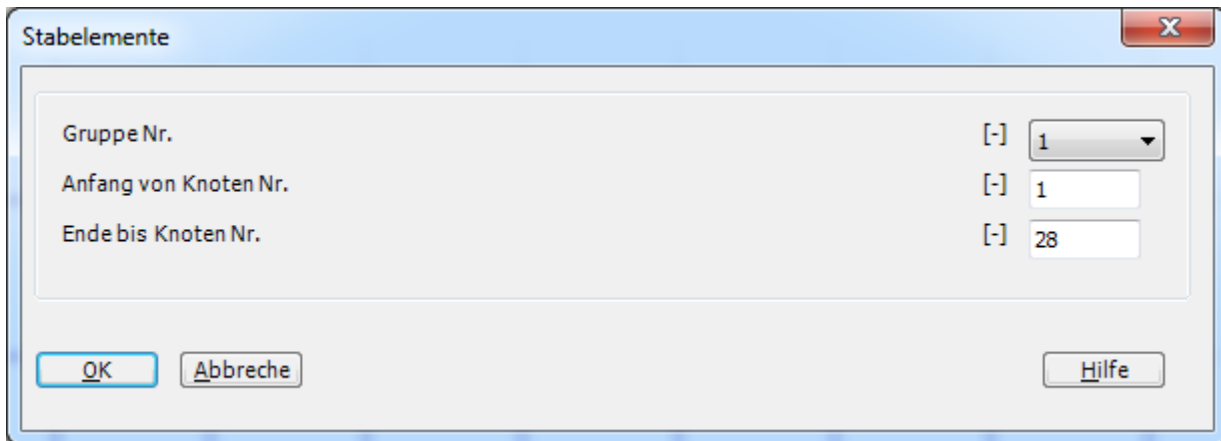 Stabelemente
Gruppe Nr. [-] 1
Anfang von Knoten Nr. [-] 1
Ende bis Knoten Nr. [-] 28
OK Abbreche Hilfe